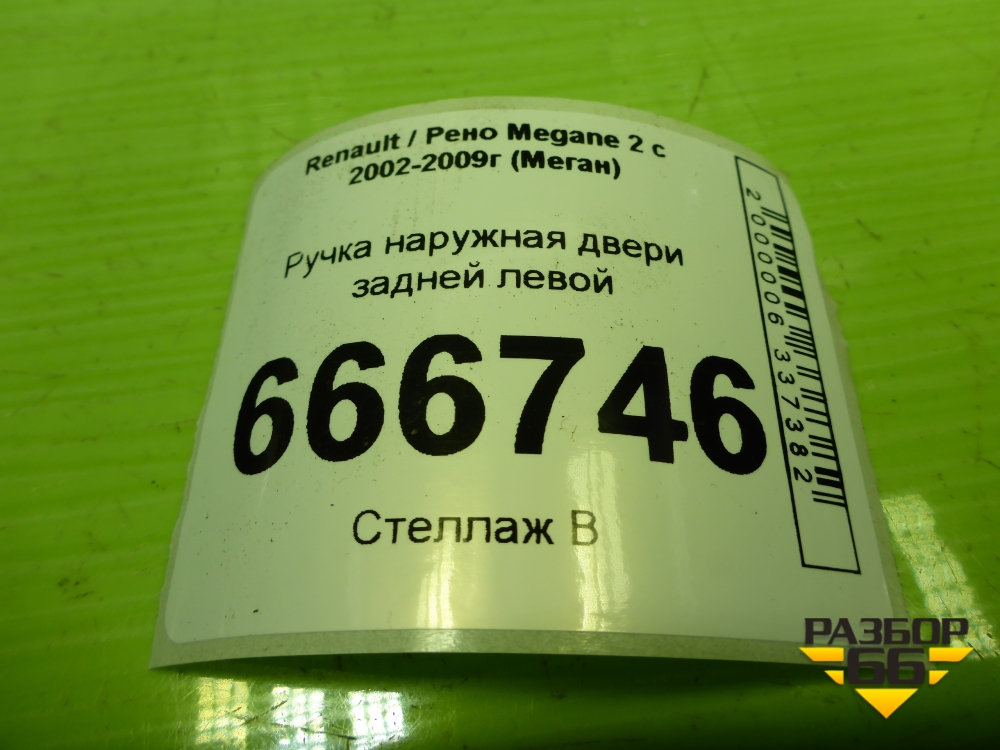 Renault / Рено Megane 2 с
2002-2009г (Меган)
Ручка наружная двери
задней левой
666746
Стеллаж В
2000006337382
РАЗБОР
66